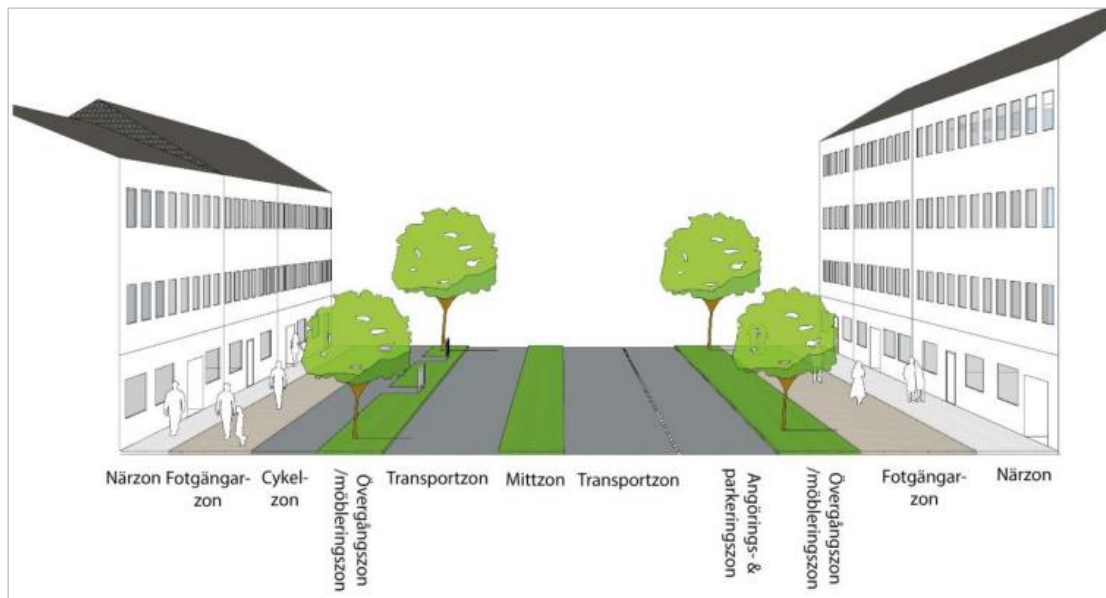 Närzon
Fotgängar-
zon
Cykel-
zon
Övergångszon
/möbleringszon
Transportzon
Mittzon
Transportzon
Angörings- &
parkeringszon
Övergångszon
/möbleringszon
Fotgängar-
zon
Närzon